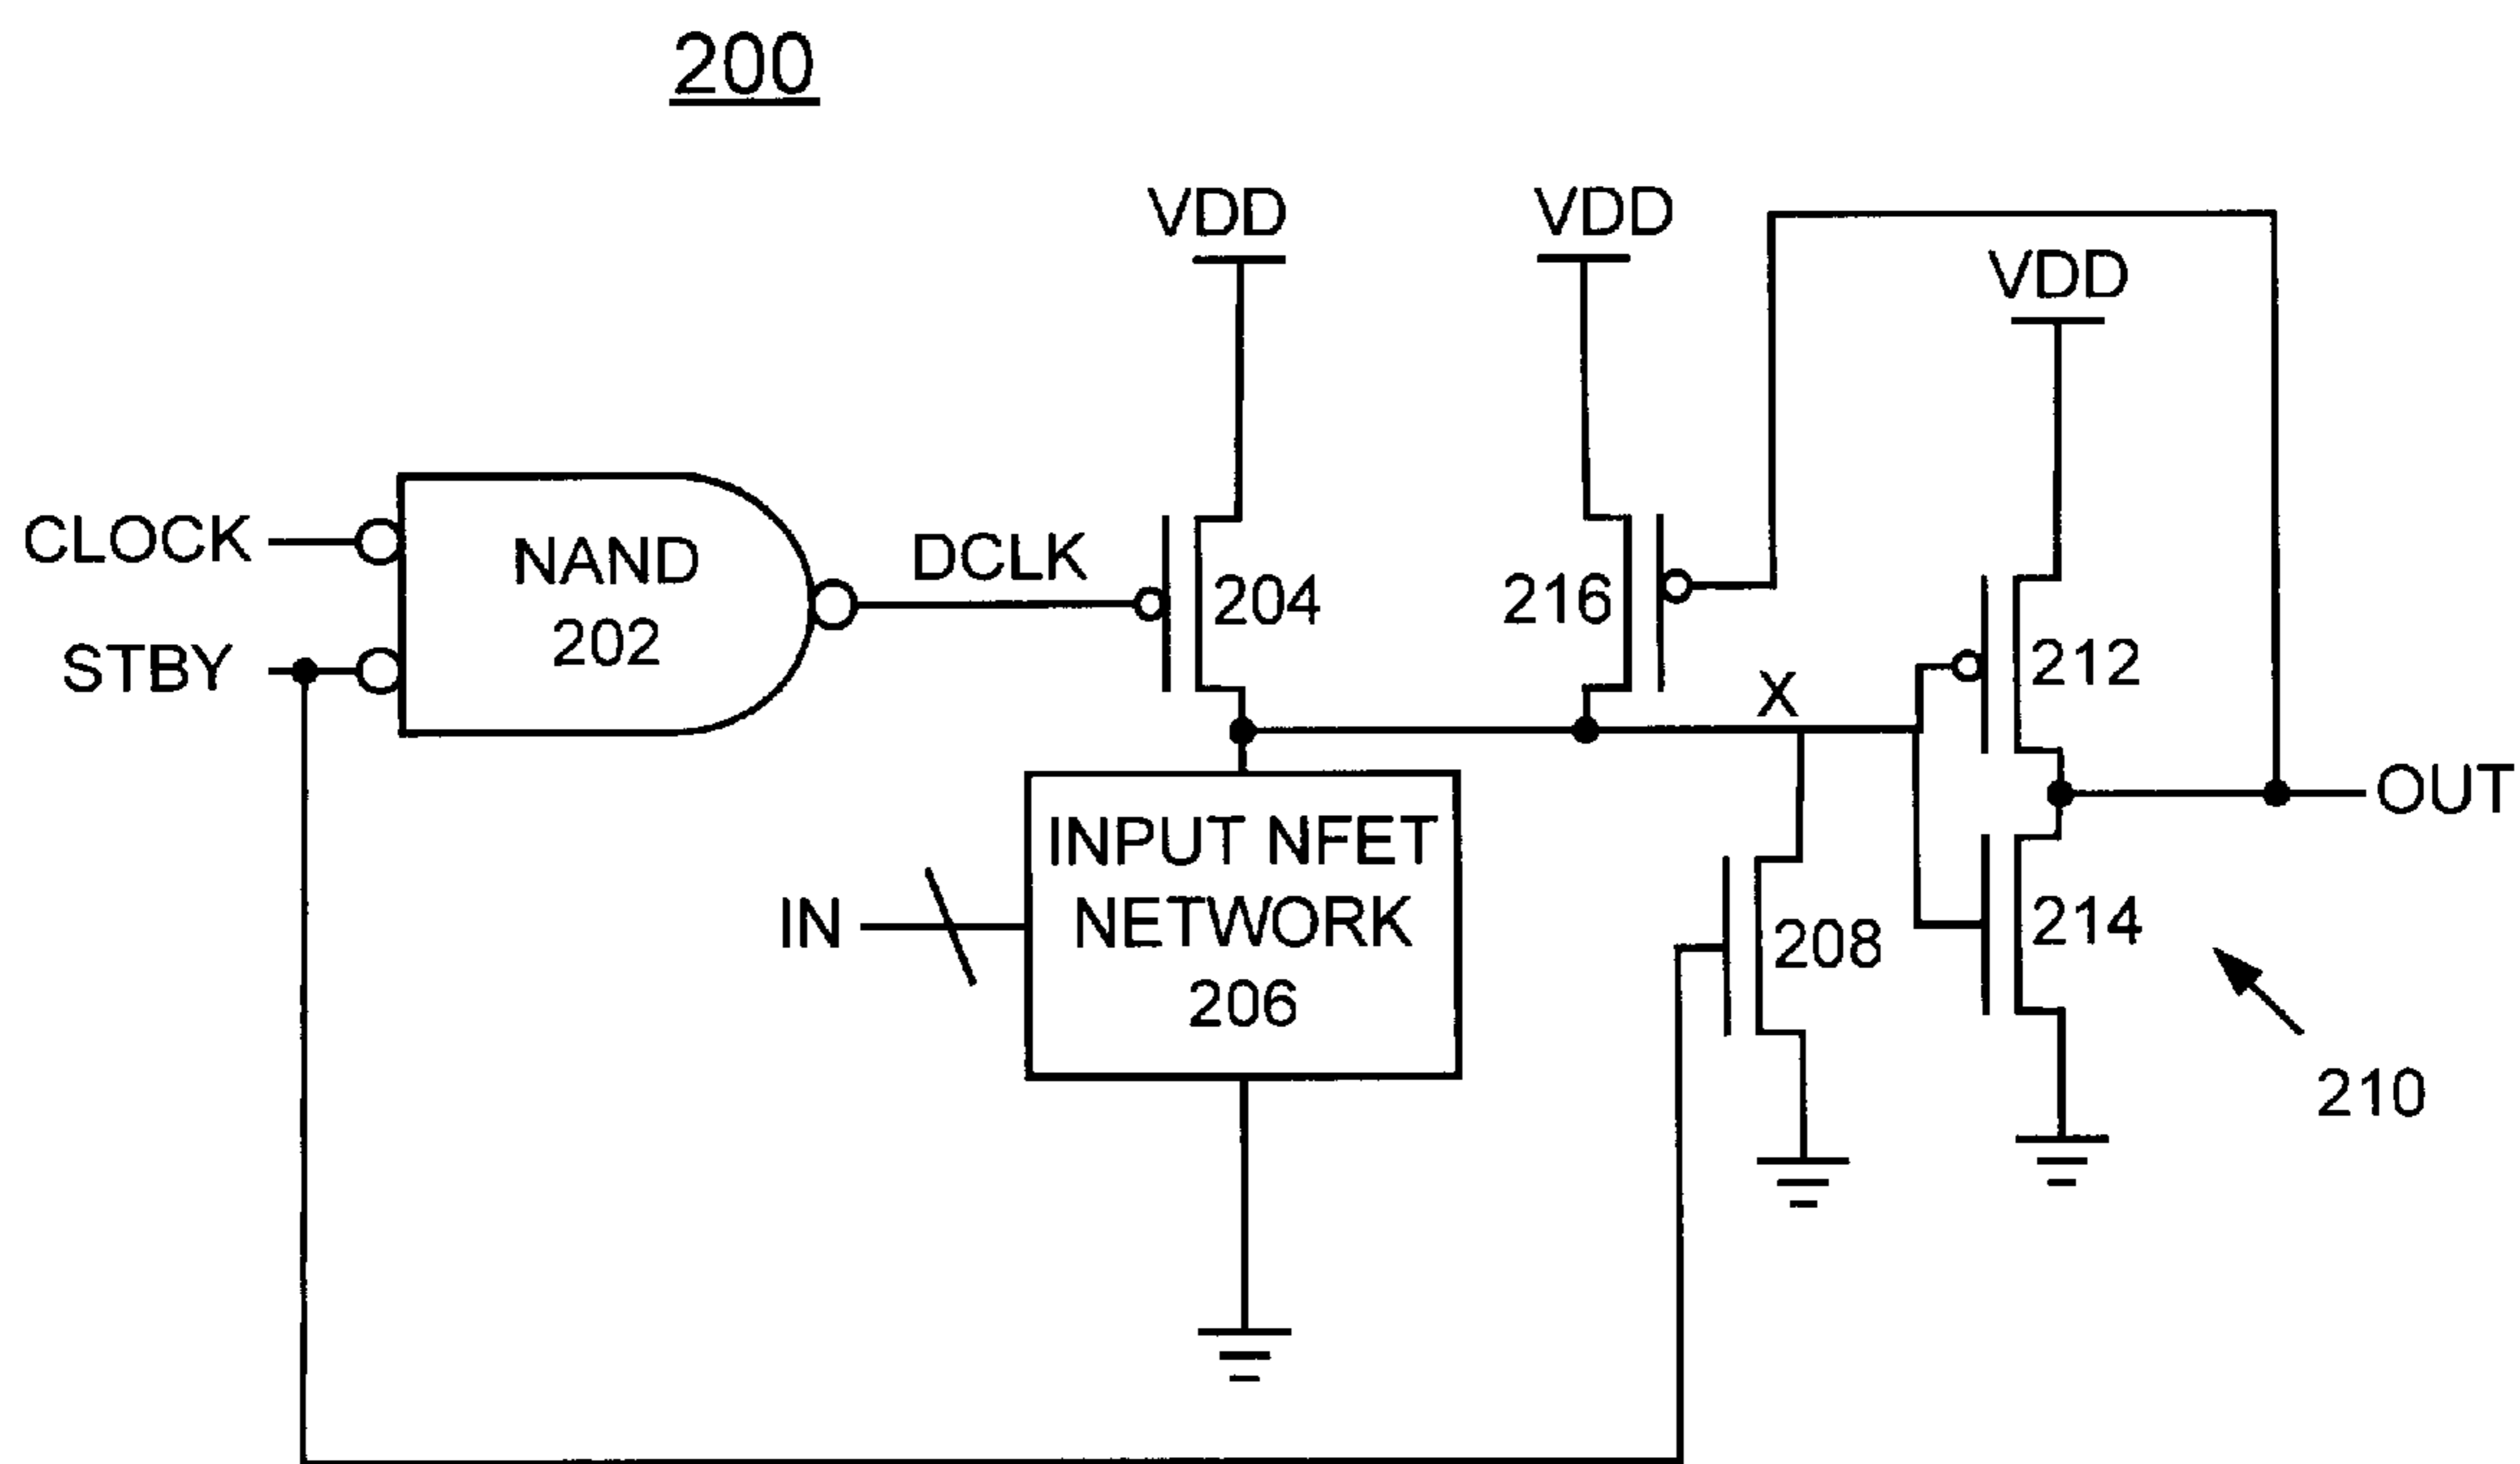 200
VDD
VDD
VDD
CLOCK
NAND
202
DCLK
204
216
STBY
X
212
OUT
INPUT NFET
NETWORK
206
IN
208
214
210